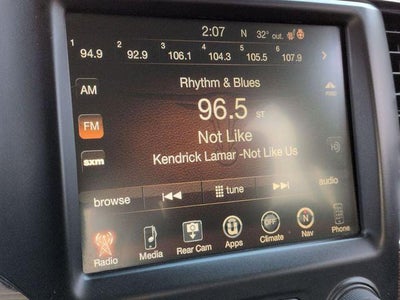 2:07 N 32° out.
1 94.9 2 92.9 3 106.1 4 104.3 5 105.5 6 107.9
Rhythm & Blues
AM
96.5 ST
FM
Not Like
Kendrick Lamar -Not Like Us
sxm
browse tune audio
OFF N
Radio Media Rear Cam Apps Climate Nav Phone